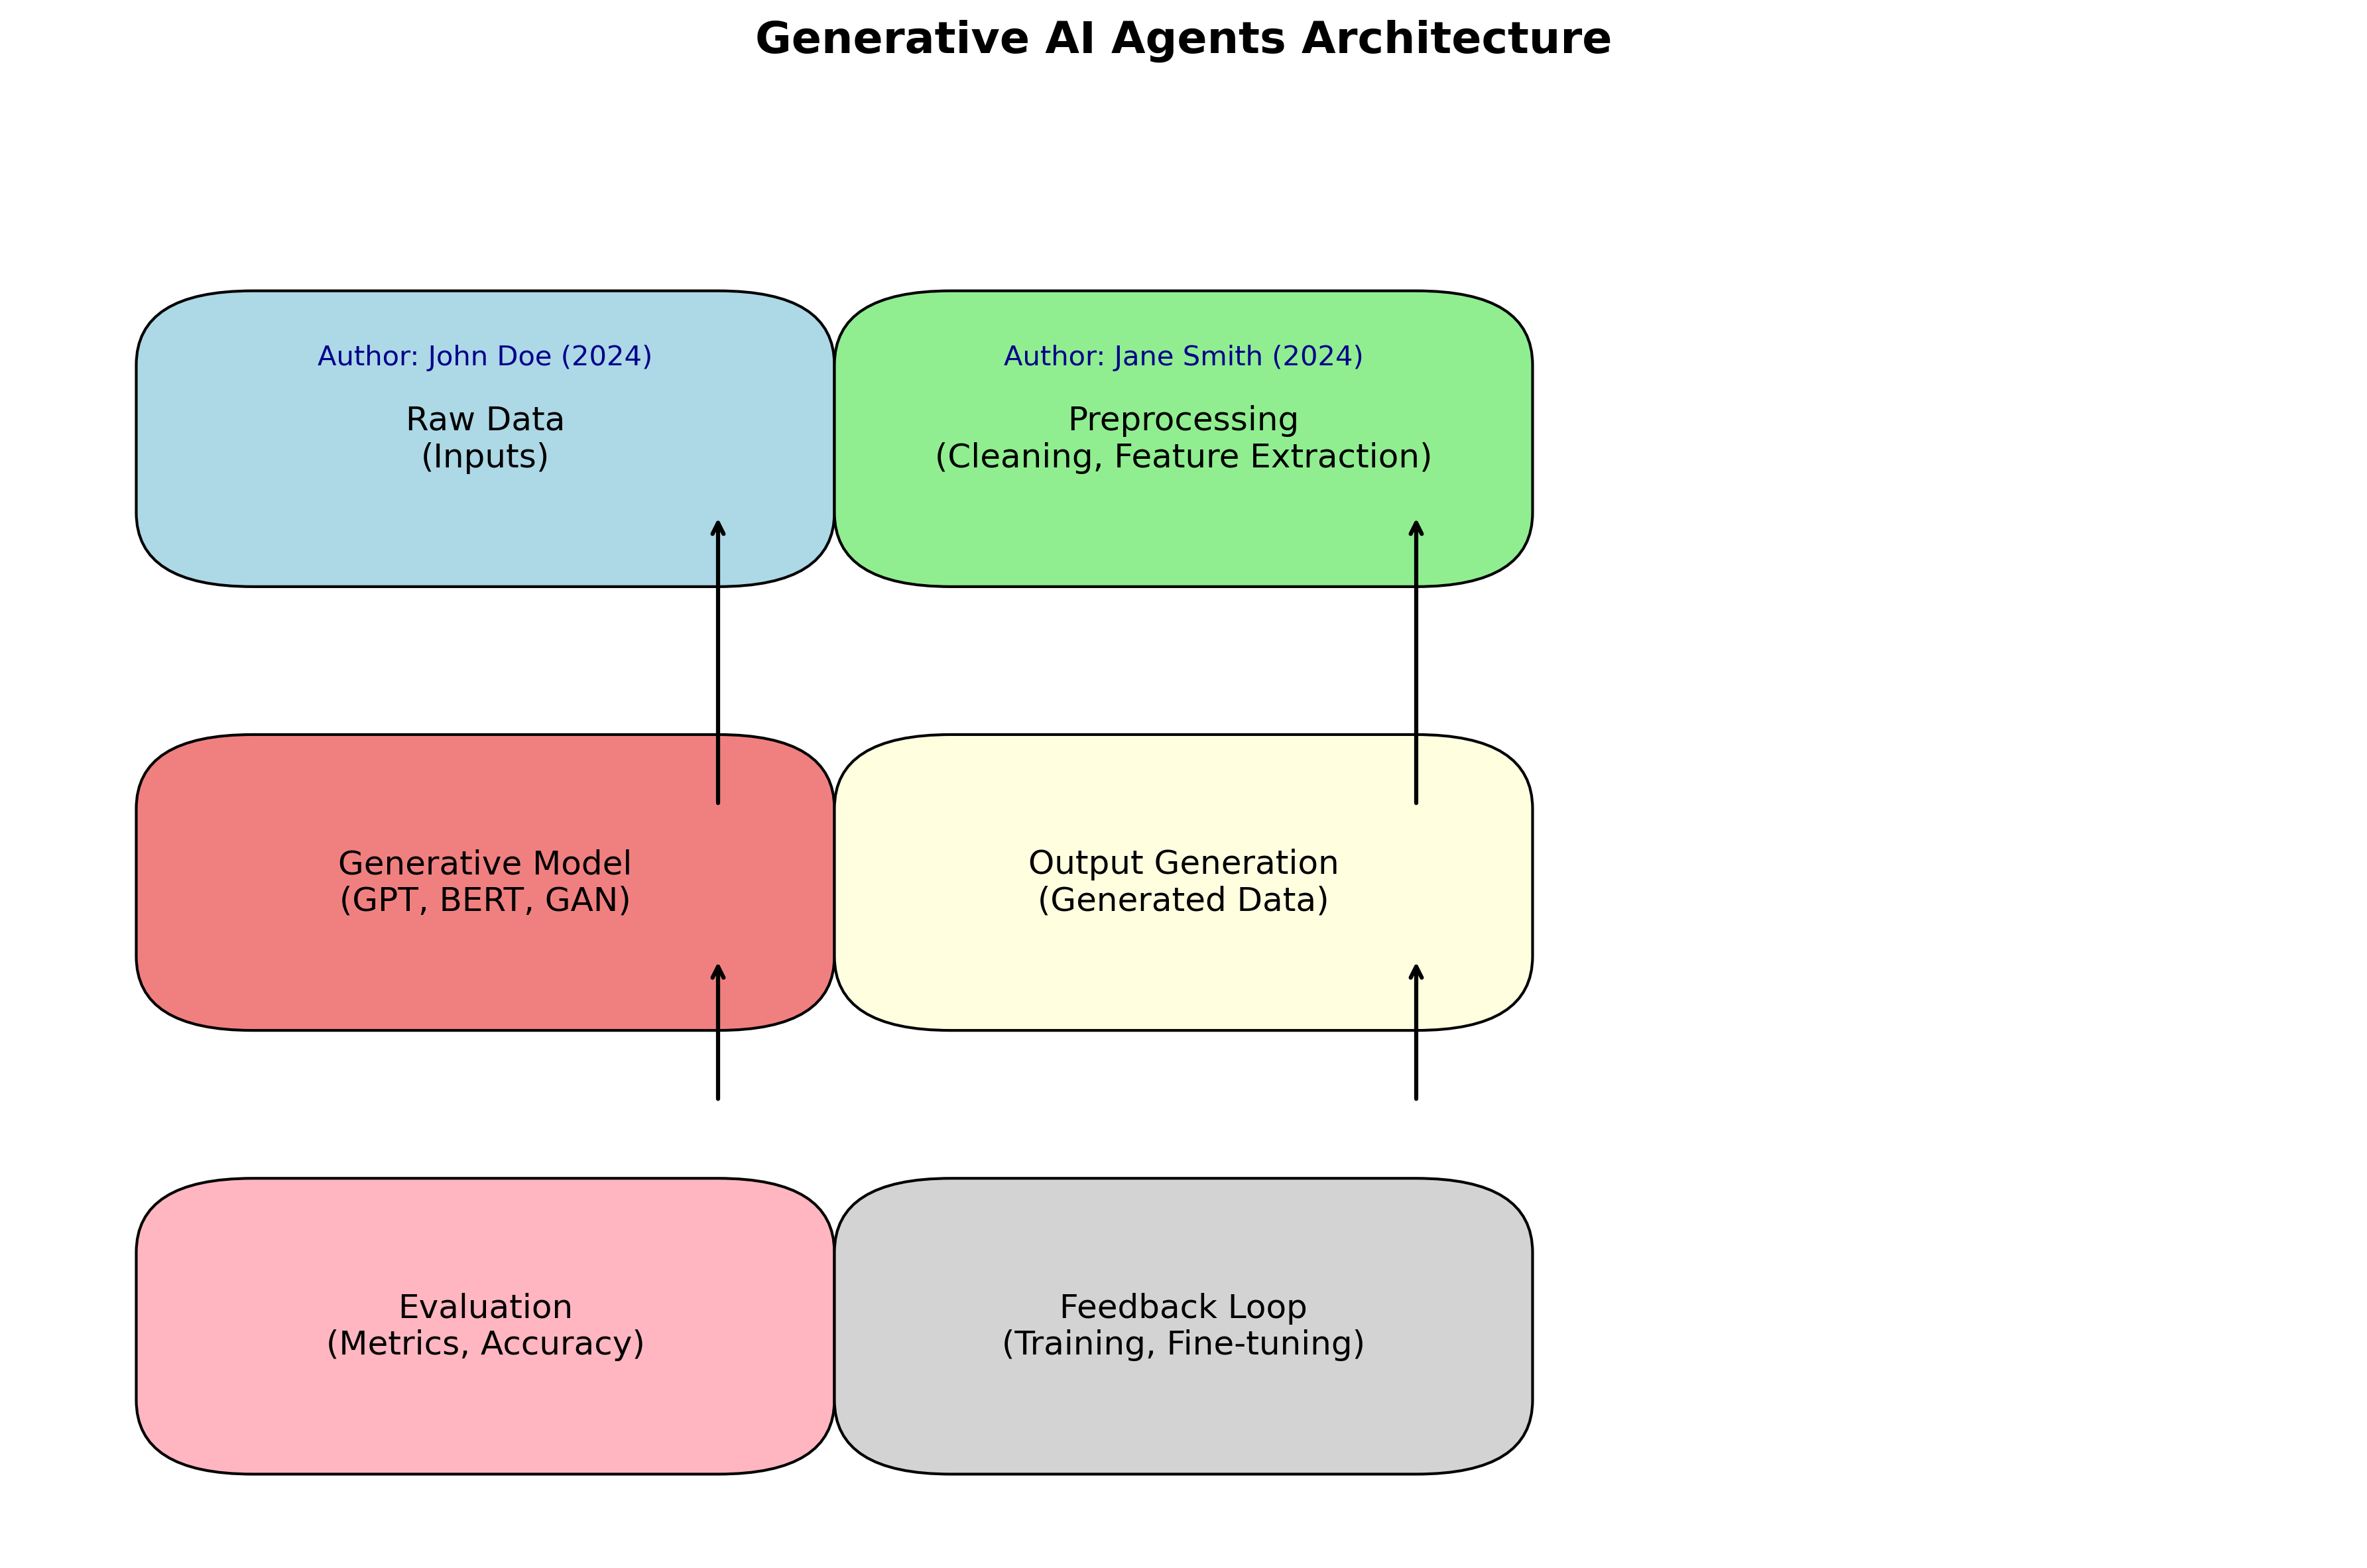 Generative AI Agents Architecture
Author: John Doe (2024)
Raw Data
(Inputs)
Author: Jane Smith (2024)
Preprocessing
(Cleaning, Feature Extraction)
Generative Model
(GPT, BERT, GAN)
Output Generation
(Generated Data)
Evaluation
(Metrics, Accuracy)
Feedback Loop
(Training, Fine-tuning)